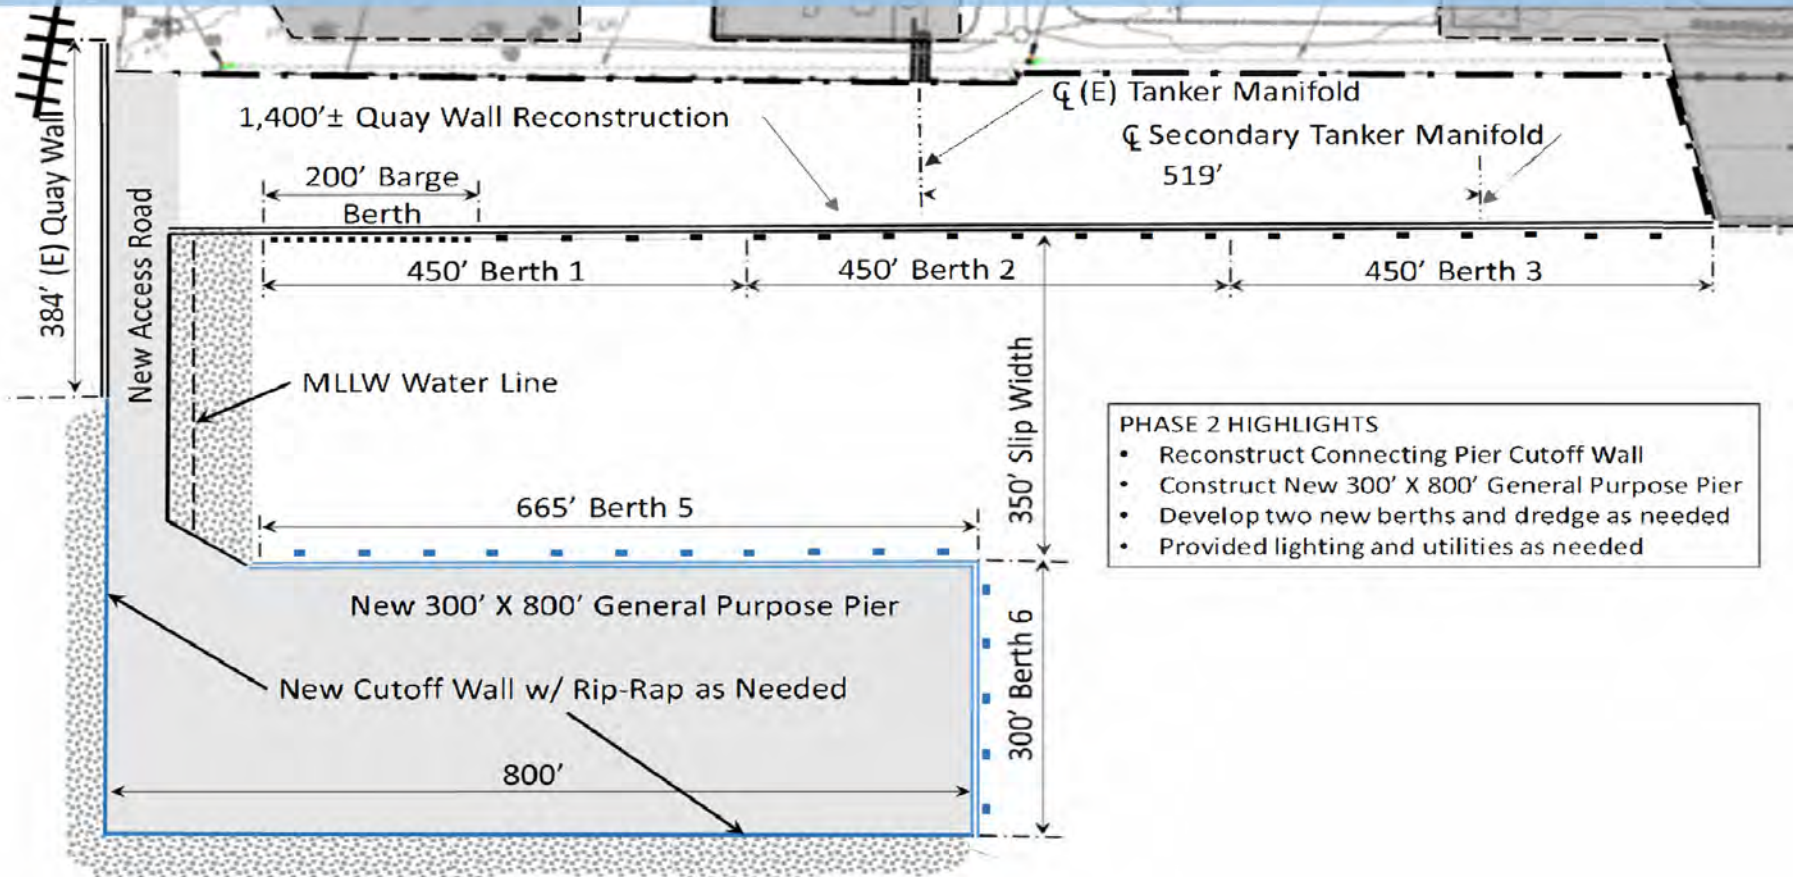 384’ (E) Quay Wall
New Access Road
1,400’± Quay Wall Reconstruction
℄ (E) Tanker Manifold
℄ Secondary Tanker Manifold
519’
200’ Barge
Berth
450’ Berth 1
450’ Berth 2
450’ Berth 3
MLLW Water Line
350’ Slip Width
PHASE 2 HIGHLIGHTS
• Reconstruct Connecting Pier Cutoff Wall
• Construct New 300’ X 800’ General Purpose Pier
• Develop two new berths and dredge as needed
• Provided lighting and utilities as needed
665’ Berth 5
New 300’ X 800’ General Purpose Pier
300’ Berth 6
New Cutoff Wall w/ Rip-Rap as Needed
800’